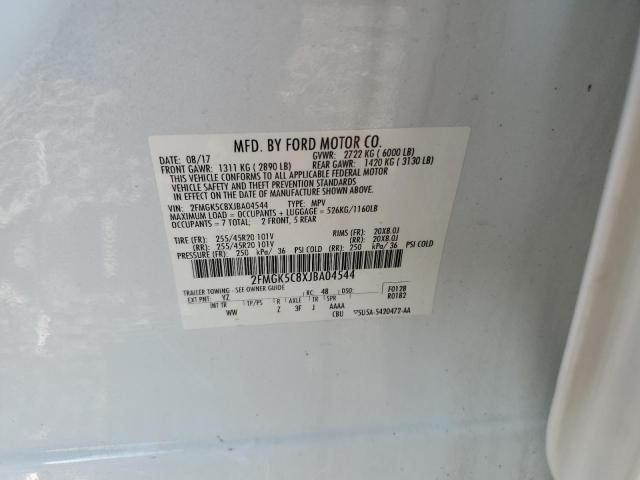 MFD. BY FORD MOTOR CO.
DATE: 08/17 GVWR: 2722 KG ( 6000 LB)
FRONT GAWR: 1311 KG ( 2890 LB) REAR GAWR: 1420 KG ( 3130 LB)
THIS VEHICLE CONFORMS TO ALL APPLICABLE FEDERAL MOTOR
VEHICLE SAFETY AND THEFT PREVENTION STANDARDS
IN EFFECT ON THE DATE OF MANUFACTURE SHOWN ABOVE.
VIN: 2FMGK5C8XJBA04544 TYPE: MPV
MAXIMUM LOAD = OCCUPANTS + LUGGAGE = 526KG/1160LB
OCCUPANTS = 7 TOTAL: 2 FRONT, 5 REAR
TIRE (FR): 255/45R20 101V RIMS (FR): 20X8.0J
(RR): 255/45R20 101V (RR): 20X8.0J
PRESSURE (FR): 250 kPa/ 36 PSI COLD (RR): 250 kPa/ 36 PSI COLD
2FMGK5C8XJBA04544
TRAILER TOWING - SEE OWNER GUIDE
EXT PNT: YZ RC: 48 DSO: F0128
R0182
INT TR TP/PS R AXLE TR SPR
WW Z 3F J AAAA CBU 5U5A-5420472-AA